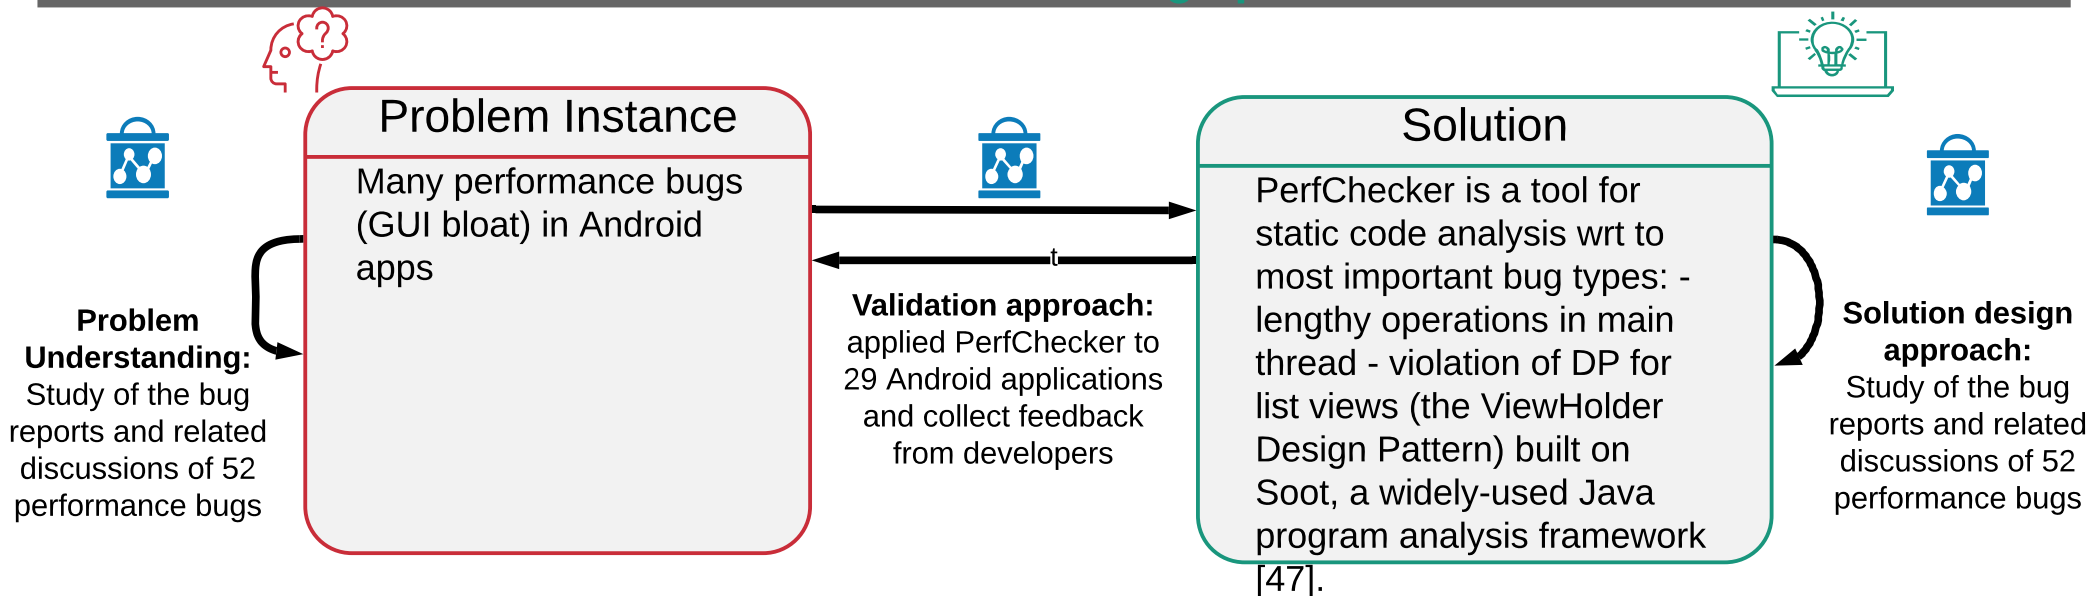 Problem Instance
Many performance bugs
(GUI bloat) in Android
apps
Problem
Understanding:
Study of the bug
reports and related
discussions of 52
performance bugs
t
Validation approach:
applied PerfChecker to
29 Android applications
and collect feedback
from developers
Solution
PerfChecker is a tool for
static code analysis wrt to
most important bug types: -
lengthy operations in main
thread - violation of DP for
list views (the ViewHolder
Design Pattern) built on
Soot, a widely-used Java
program analysis framework
[47].
Solution design
approach:
Study of the bug
reports and related
discussions of 52
performance bugs